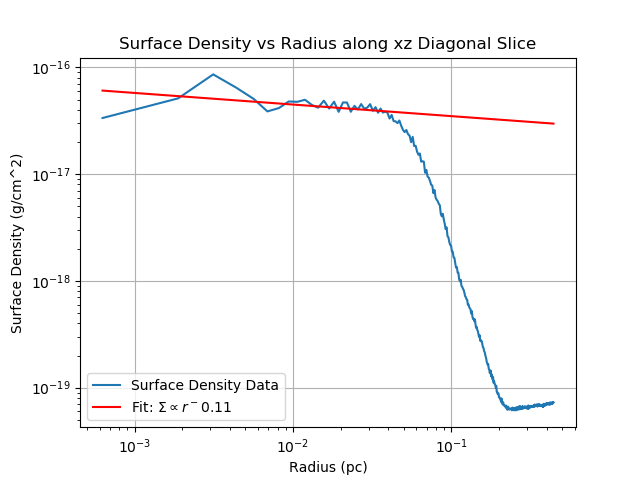 Surface Density vs Radius along xz Diagonal Slice
Surface Density (g/cm^2)
10⁻¹⁶
10⁻¹⁷
10⁻¹⁸
10⁻¹⁹
Surface Density Data
Fit: Σ ∝ r⁻0.11
10⁻³
10⁻²
10⁻¹
Radius (pc)